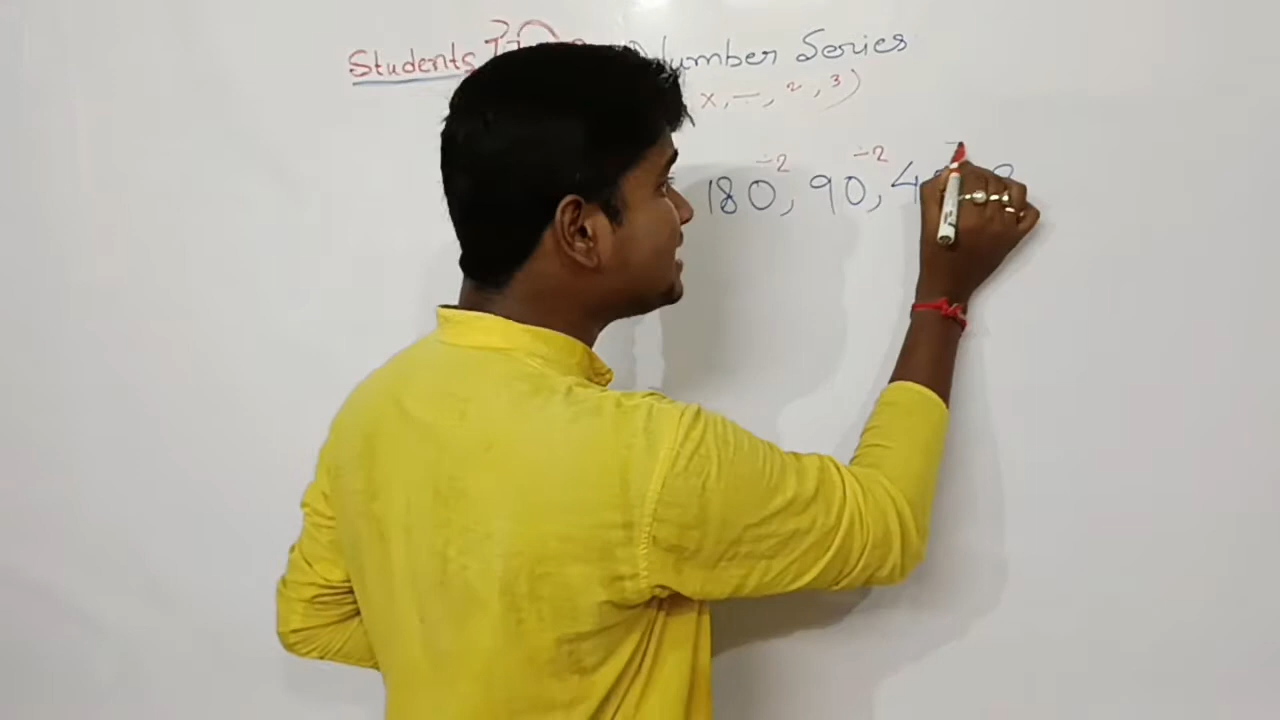 Students Number Series
×, ÷, ², ³)
÷2 ÷2
180, 90, 4